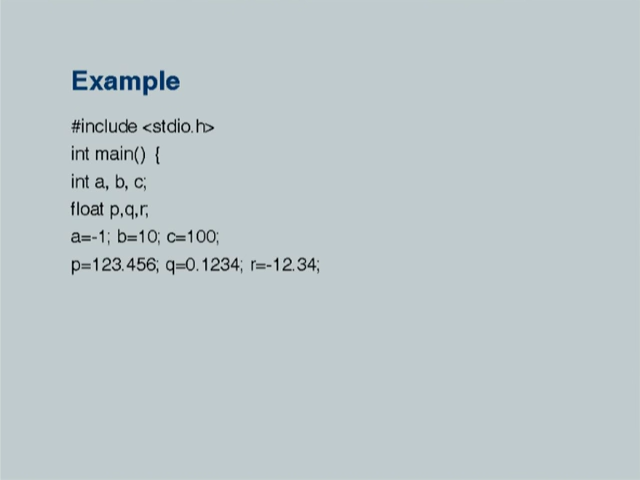 Example
#include <stdio.h>
int main() {
int a, b, c;
float p,q,r;
a=-1; b=10; c=100;
p=123.456; q=0.1234; r=-12.34;